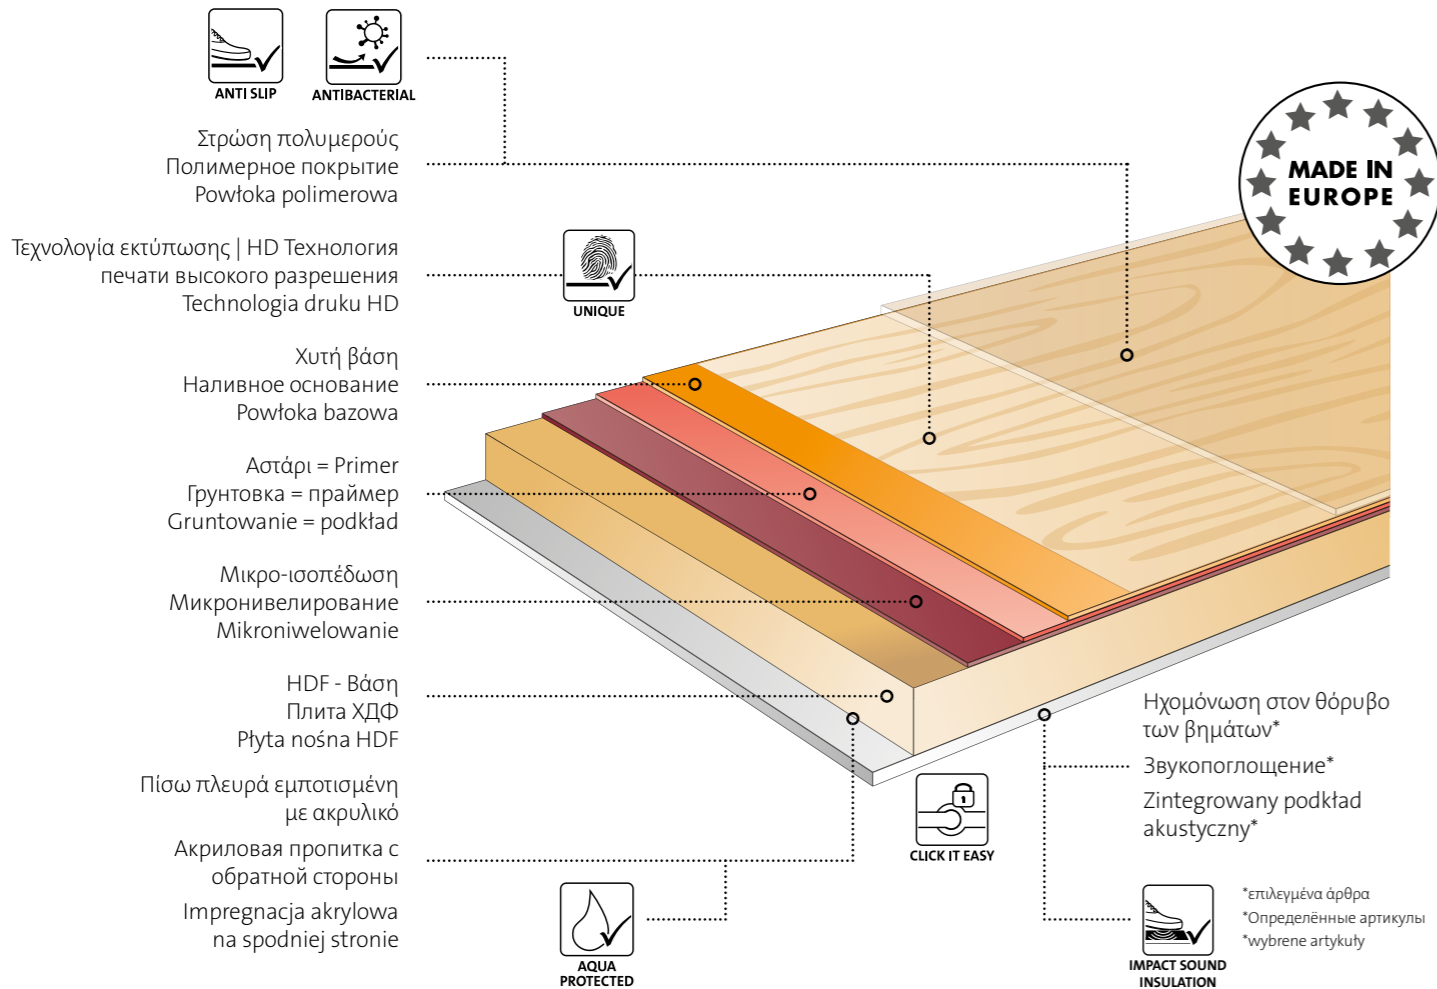 ANTI SLIP
ANTIBACTERIAL
Στρώση πολυμερούς
Полимерное покрытие
Powłoka polimerowa
MADE IN
EUROPE
Τεχνολογία εκτύπωσης | HD Технология
печати высокого разрешения
Technologia druku HD
UNIQUE
Χυτή βάση
Наливное основание
Powłoka bazowa
Αστάρι = Primer
Грунтовка = праймер
Gruntowanie = podkład
Μικρο-ισοπέδωση
Микронивелирование
Mikroniwelowanie
HDF - Βάση
Плита ХДФ
Płyta nośna HDF
Πίσω πλευρά εμποτισμένη
με ακρυλικό
Акриловая пропитка с
обратной стороны
Impregnacja akrylowa
na spodniej stronie
AQUA
PROTECTED
CLICK IT EASY
Ηχομόνωση στον θόρυβο
των βημάτων*
Звукопоглощение*
Zintegrowany podkład
akustyczny*
IMPACT SOUND
INSULATION
*επιλεγμένα άρθρα
*Определённые артикулы
*wybrene artykuły